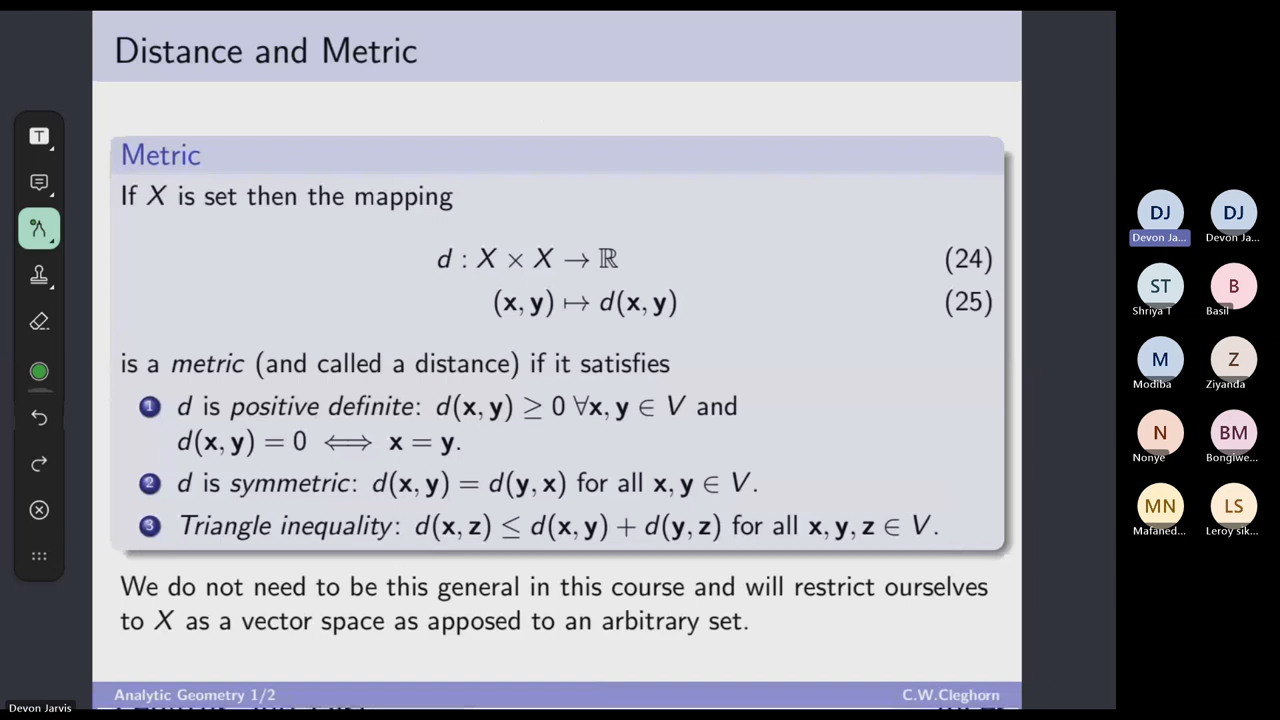 Distance and Metric
Metric
If X is set then the mapping
d : X × X → ℝ (24)
(x, y) ↦ d(x, y) (25)
is a metric (and called a distance) if it satisfies
1 d is positive definite: d(x, y) ≥ 0 ∀x, y ∈ V and
d(x, y) = 0 ⟺ x = y.
2 d is symmetric: d(x, y) = d(y, x) for all x, y ∈ V.
3 Triangle inequality: d(x, z) ≤ d(x, y) + d(y, z) for all x, y, z ∈ V.
We do not need to be this general in this course and will restrict ourselves
to X as a vector space as apposed to an arbitrary set.
Analytic Geometry 1/2 C.W.Cleghorn
Devon Jarvis
T
DJ DJ
Devon Ja... Devon Ja...
ST B
Shriya T Basil
M Z
Modiba Ziyanda
N BM
Nonye Bongiwe...
MN LS
Mafaned... Leroy sik...